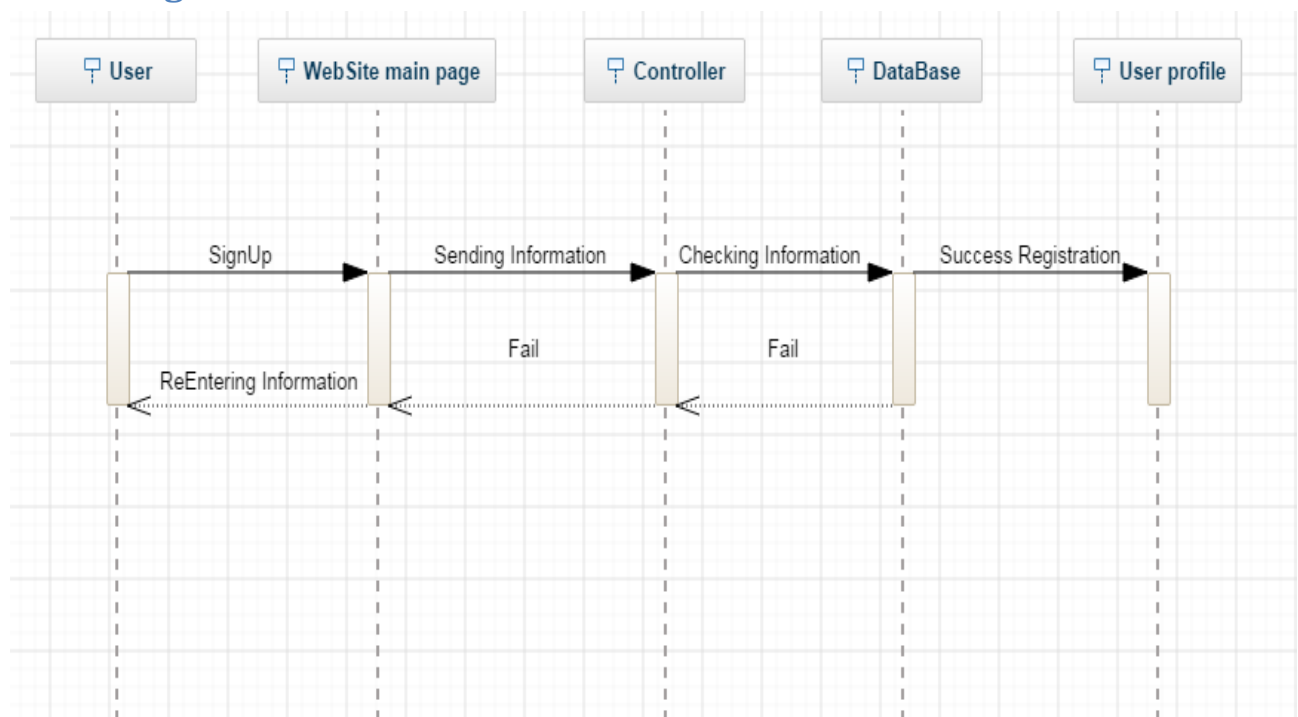 User
WebSite main page
Controller
DataBase
User profile
SignUp
Sending Information
Checking Information
Success Registration
Fail
Fail
ReEntering Information